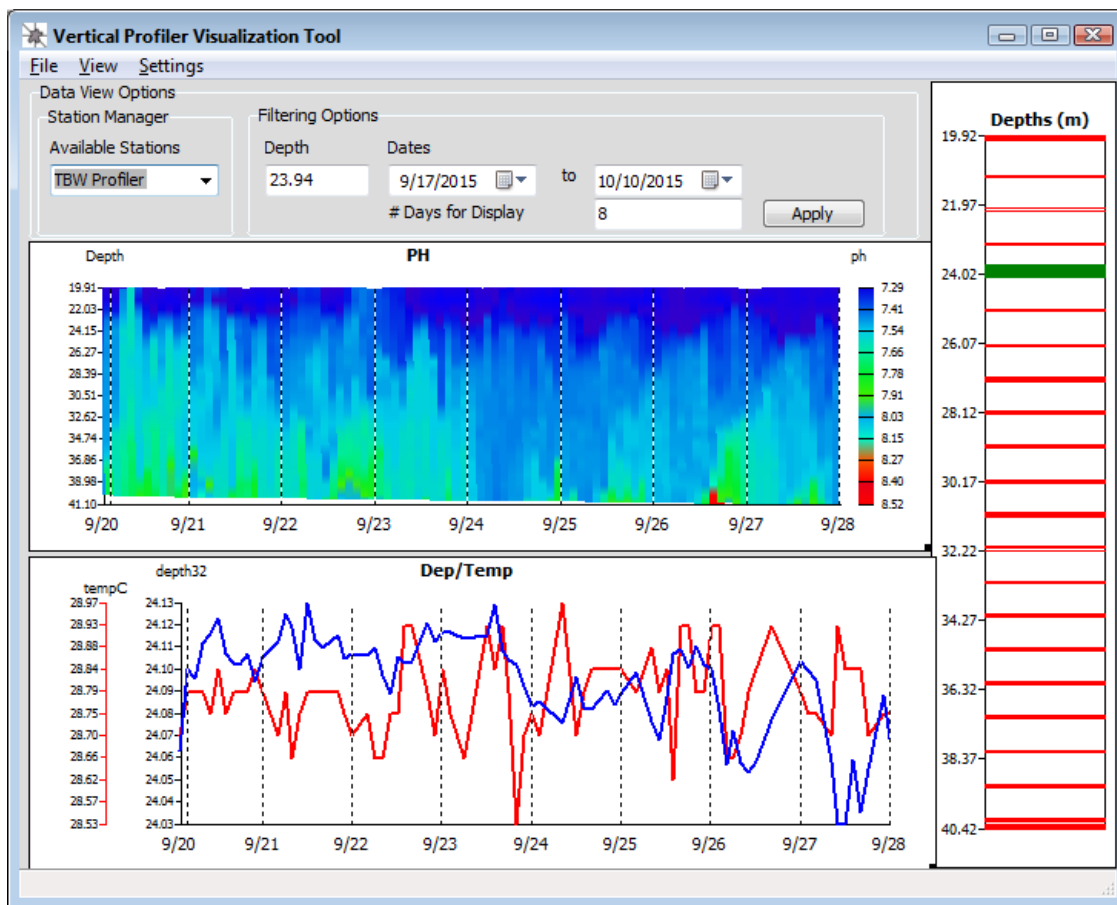 Vertical Profiler Visualization Tool
File View Settings
Data View Options
Station Manager
Available Stations
TBW Profiler
Filtering Options
Depth Dates
23.94 9/17/2015 to 10/10/2015
# Days for Display 8 Apply
Depth PH ph
19.91
22.03
24.15
26.27
28.39
30.51
32.62
34.74
36.86
38.98
41.10
7.29
7.41
7.54
7.66
7.78
7.91
8.03
8.15
8.27
8.40
8.52
9/20 9/21 9/22 9/23 9/24 9/25 9/26 9/27 9/28
depth32 Dep/Temp
tempC
28.97 24.13
28.93 24.12
28.88 24.11
28.84 24.10
28.79 24.09
28.75 24.08
28.70 24.07
28.66 24.06
28.62 24.05
28.57 24.04
28.53 24.03
9/20 9/21 9/22 9/23 9/24 9/25 9/26 9/27 9/28
Depths (m)
19.92
21.97
24.02
26.07
28.12
30.17
32.22
34.27
36.32
38.37
40.42